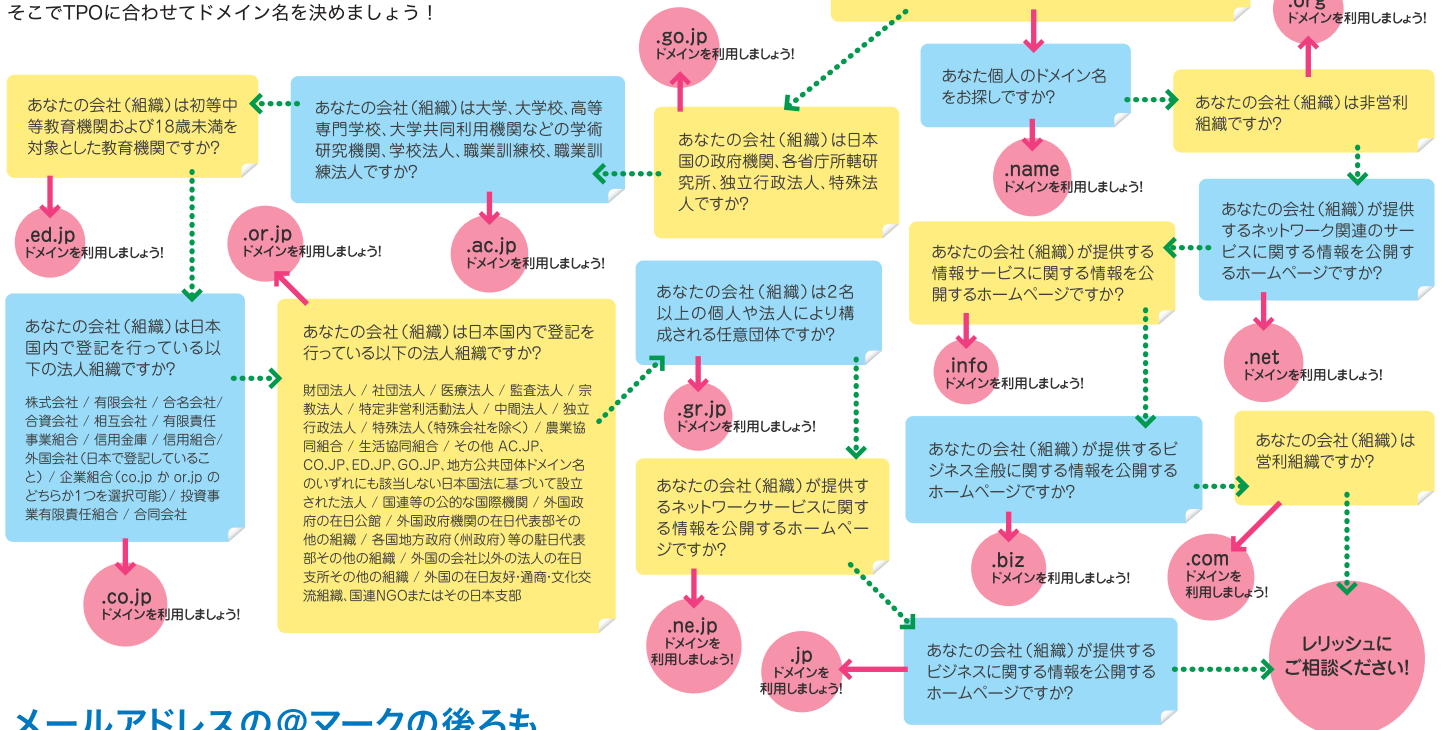 そこでTPOに合わせてドメイン名を決めましょう！
.go.jp
ドメインを利用しましょう!
.org
ドメインを利用しましょう!
あなたの会社（組織）は初等中
等教育機関および18歳未満を
対象とした教育機関ですか?
あなたの会社（組織）は大学、大学校、高等
専門学校、大学共同利用機関などの学術
研究機関、学校法人、職業訓練校、職業訓
練法人ですか?
あなたの会社（組織）は日本
国の政府機関、各省庁所轄研
究所、独立行政法人、特殊法
人ですか?
あなた個人のドメイン名
をお探しですか?
あなたの会社（組織）は非営利
組織ですか?
.name
ドメインを利用しましょう!
.ed.jp
ドメインを利用しましょう!
.or.jp
ドメインを利用しましょう!
.ac.jp
ドメインを利用しましょう!
あなたの会社（組織）が提供する
情報サービスに関する情報を公
開するホームページですか?
あなたの会社（組織）が提供
するネットワーク関連のサー
ビスに関する情報を公開す
るホームページですか?
あなたの会社（組織）は日本
国内で登記を行っている以
下の法人組織ですか?
株式会社 / 有限会社 / 合名会社/
合資会社 / 相互会社 / 有限責任
事業組合 / 信用金庫 / 信用組合/
外国会社（日本で登記しているこ
と）/ 企業組合（co.jp か or.jp の
どちらか1つを選択可能）/ 投資事
業有限責任組合 / 合同会社
あなたの会社（組織）は日本国内で登記を
行っている以下の法人組織ですか?
財団法人 / 社団法人 / 医療法人 / 監査法人 / 宗
教法人 / 特定非営利活動法人 / 中間法人 / 独立
行政法人 / 特殊法人（特殊会社を除く）/ 農業協
同組合 / 生活協同組合 / その他 AC.JP、
CO.JP、ED.JP、GO.JP、地方公共団体ドメイン名
のいずれにも該当しない日本国法に基づいて設立
された法人 / 国連等の公的な国際機関 / 外国政
府の在日公館 / 外国政府機関の在日代表部その
他の組織 / 各国地方政府（州政府）等の駐日代表
部その他の組織 / 外国の会社以外の法人の在日
支所その他の組織 / 外国の在日友好･通商･文化交
流組織、国連NGOまたはその日本支部
あなたの会社（組織）は2名
以上の個人や法人により構
成される任意団体ですか?
.info
ドメインを利用しましょう!
.net
ドメインを利用しましょう!
.gr.jp
ドメインを利用しましょう!
あなたの会社（組織）が提供するビ
ジネス全般に関する情報を公開する
ホームページですか?
あなたの会社（組織）は
営利組織ですか?
あなたの会社（組織）が提供す
るネットワークサービスに関す
る情報を公開するホームペー
ジですか?
.biz
ドメインを利用しましょう!
.com
ドメインを
利用しましょう!
.co.jp
ドメインを利用しましょう!
.ne.jp
ドメインを
利用しましょう!
.jp
ドメインを
利用しましょう!
あなたの会社（組織）が提供する
ビジネスに関する情報を公開する
ホームページですか?
レリッシュに
ご相談ください!
メールアドレスの＠マークの後ろも